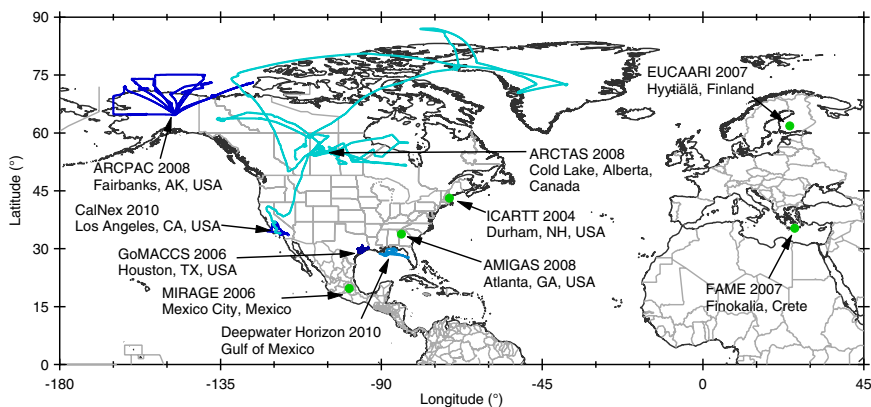 90
75
60
45
30
15
0
Latitude (°)
-180
-135
-90
-45
0
45
Longitude (°)
EUCAARI 2007
Hyytiälä, Finland
ARCPAC 2008
Fairbanks, AK, USA
ARCTAS 2008
Cold Lake, Alberta,
Canada
CalNex 2010
Los Angeles, CA, USA
ICARTT 2004
Durham, NH, USA
GoMACCS 2006
Houston, TX, USA
AMIGAS 2008
Atlanta, GA, USA
MIRAGE 2006
Mexico City, Mexico
FAME 2007
Finokalia, Crete
Deepwater Horizon 2010
Gulf of Mexico